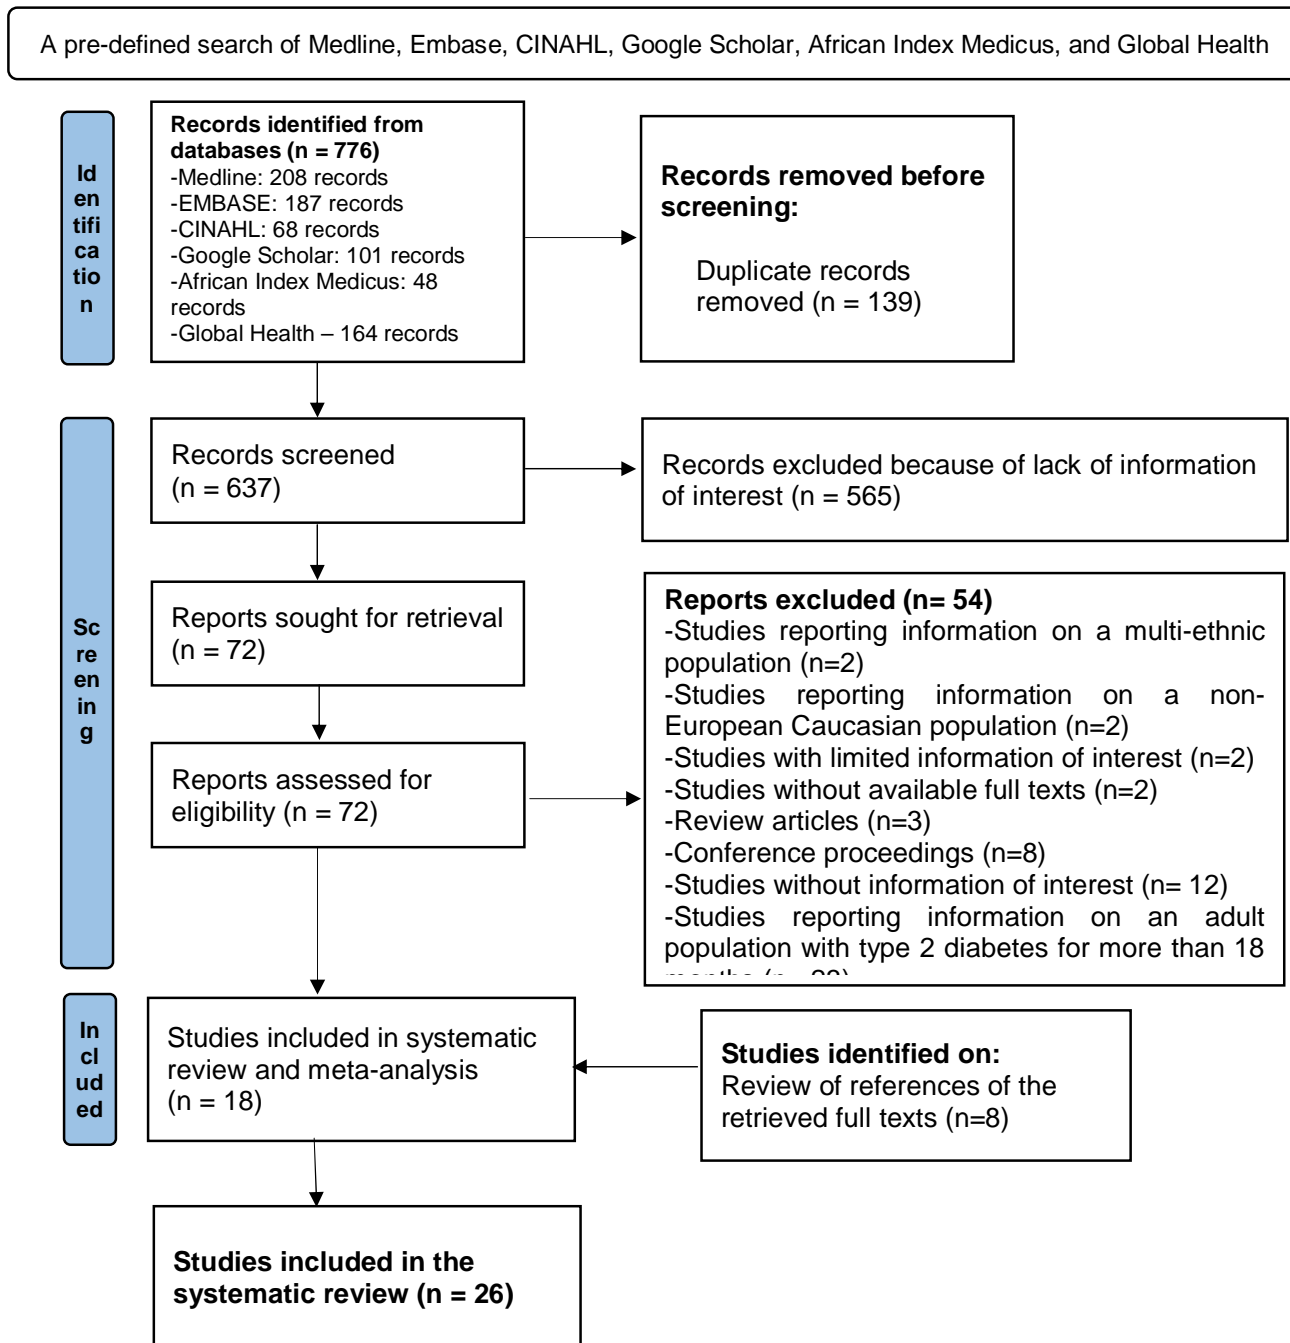 A pre-defined search of Medline, Embase, CINAHL, Google Scholar, African Index Medicus, and Global Health
Id
en
tifi
ca
tio
n
Records identified from
databases (n = 776)
-Medline: 208 records
-EMBASE: 187 records
-CINAHL: 68 records
-Google Scholar: 101 records
-African Index Medicus: 48
records
-Global Health – 164 records
Records removed before
screening:
Duplicate records
removed (n = 139)
Sc
re
en
in
g
Records screened
(n = 637)
Records excluded because of lack of information
of interest (n = 565)
Reports sought for retrieval
(n = 72)
Reports assessed for
eligibility (n = 72)
Reports excluded (n= 54)
-Studies reporting information on a multi-ethnic
population (n=2)
-Studies reporting information on a non-
European Caucasian population (n=2)
-Studies with limited information of interest (n=2)
-Studies without available full texts (n=2)
-Review articles (n=3)
-Conference proceedings (n=8)
-Studies without information of interest (n= 12)
-Studies reporting information on an adult
population with type 2 diabetes for more than 18
In
cl
ud
ed
Studies included in systematic
review and meta-analysis
(n = 18)
Studies identified on:
Review of references of the
retrieved full texts (n=8)
Studies included in the
systematic review (n = 26)